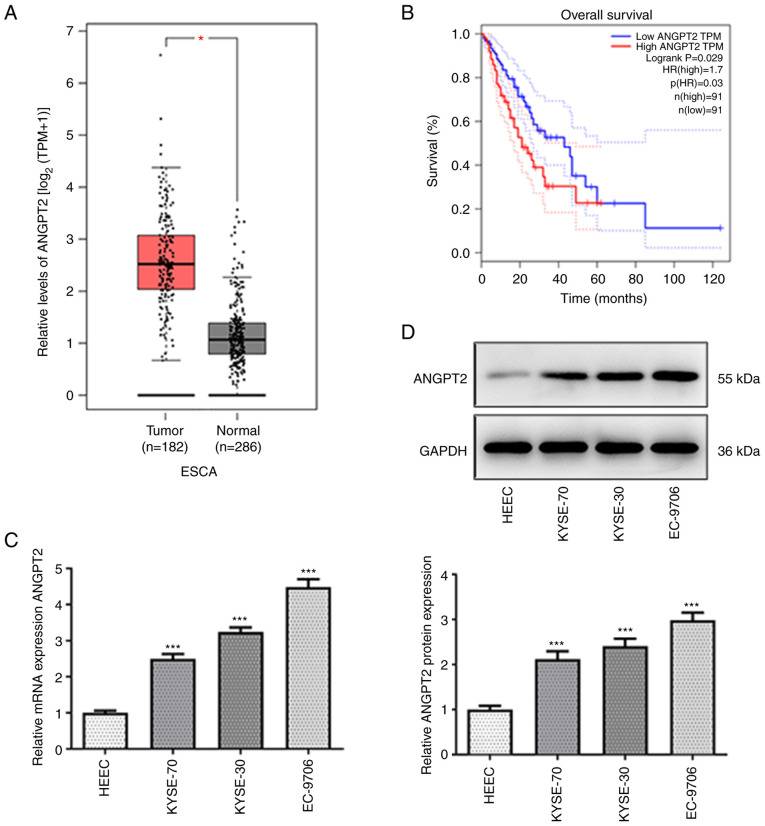 A
Relative levels of ANGPT2 [log2 (TPM+1)]
7
6
5
4
3
2
1
0
*
Tumor
(n=182)
Normal
(n=286)
ESCA
B
Overall survival
Low ANGPT2 TPM
High ANGPT2 TPM
Logrank P=0.029
HR(high)=1.7
p(HR)=0.03
n(high)=91
n(low)=91
Survival (%)
1.0
0.8
0.6
0.4
0.2
0.0
0 20 40 60 80 100 120
Time (months)
D
ANGPT2
55 kDa
GAPDH
36 kDa
HEEC
KYSE-70
KYSE-30
EC-9706
C
Relative mRNA expression ANGPT2
5
4
3
2
1
0
***
***
***
HEEC
KYSE-70
KYSE-30
EC-9706
Relative ANGPT2 protein expression
4
3
2
1
0
***
***
***
HEEC
KYSE-70
KYSE-30
EC-9706